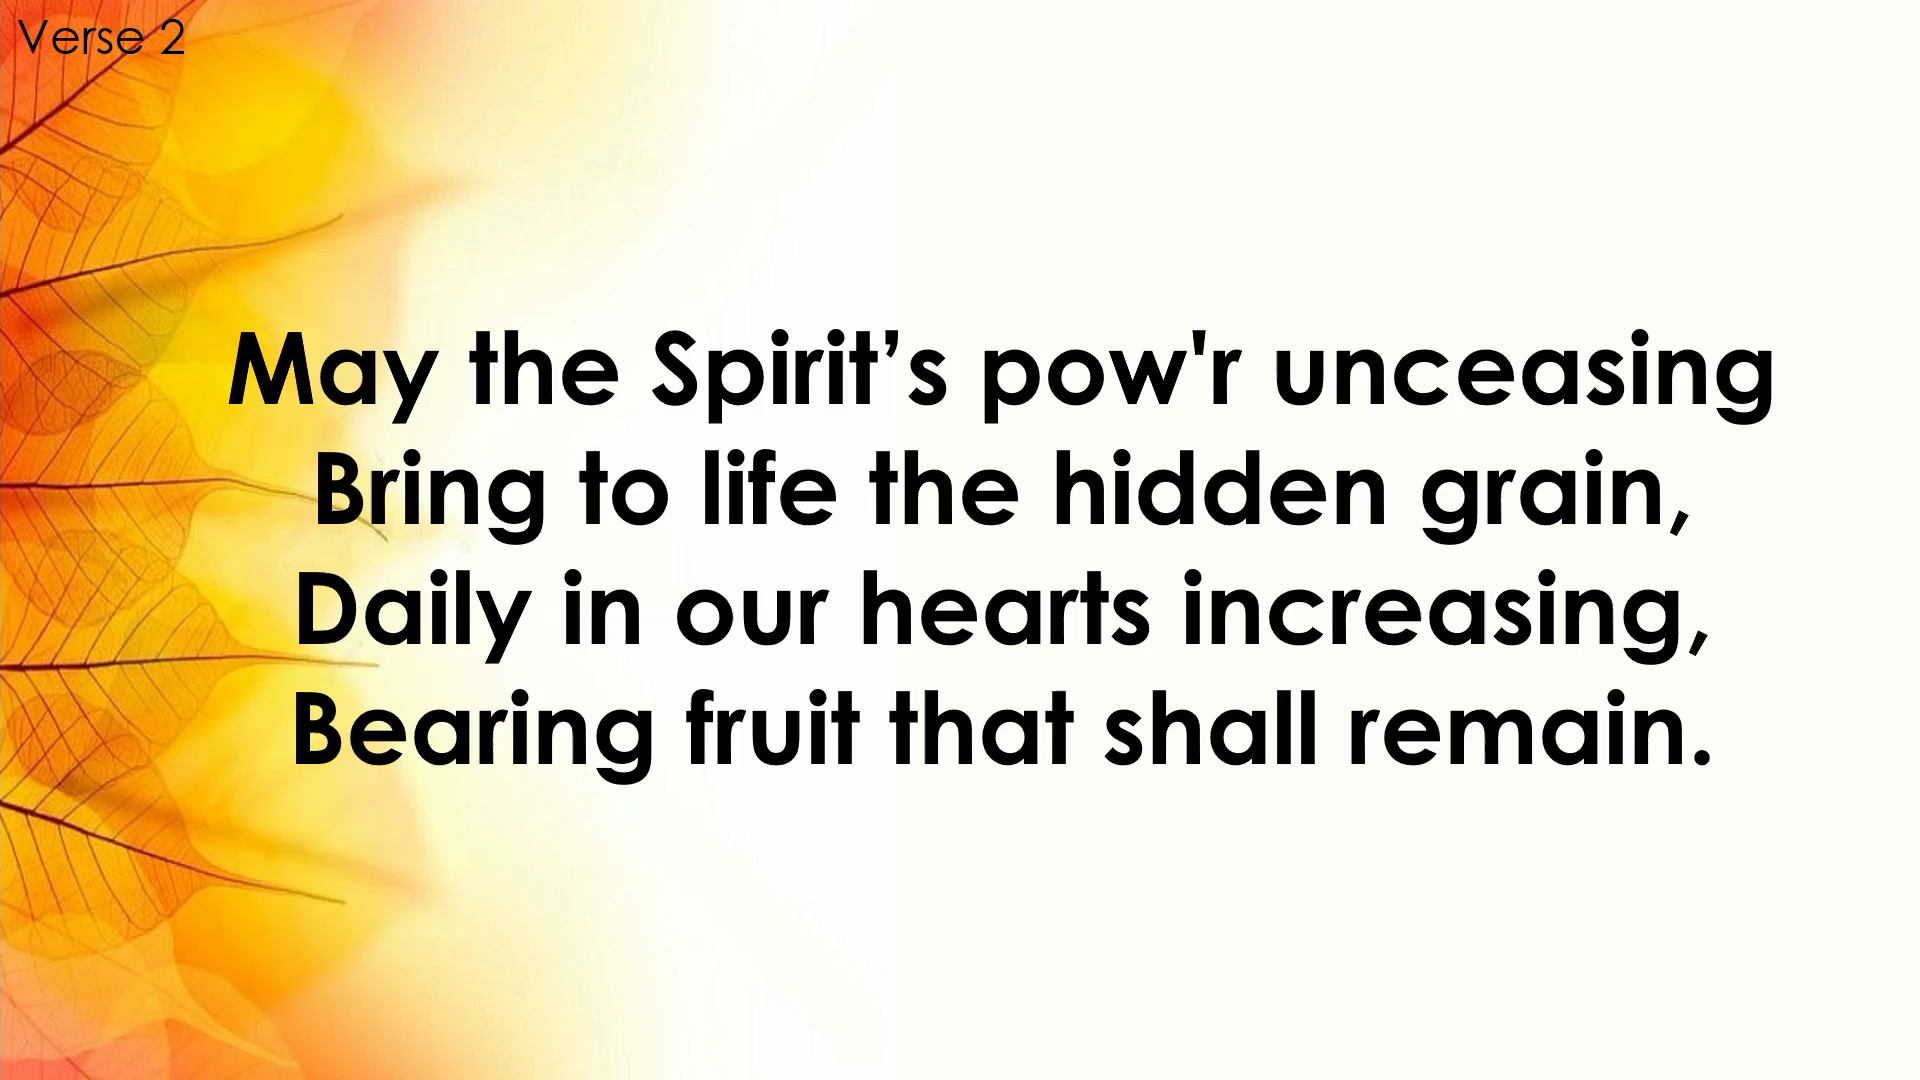 Verse 2
May the Spirit’s pow'r unceasing
Bring to life the hidden grain,
Daily in our hearts increasing,
Bearing fruit that shall remain.